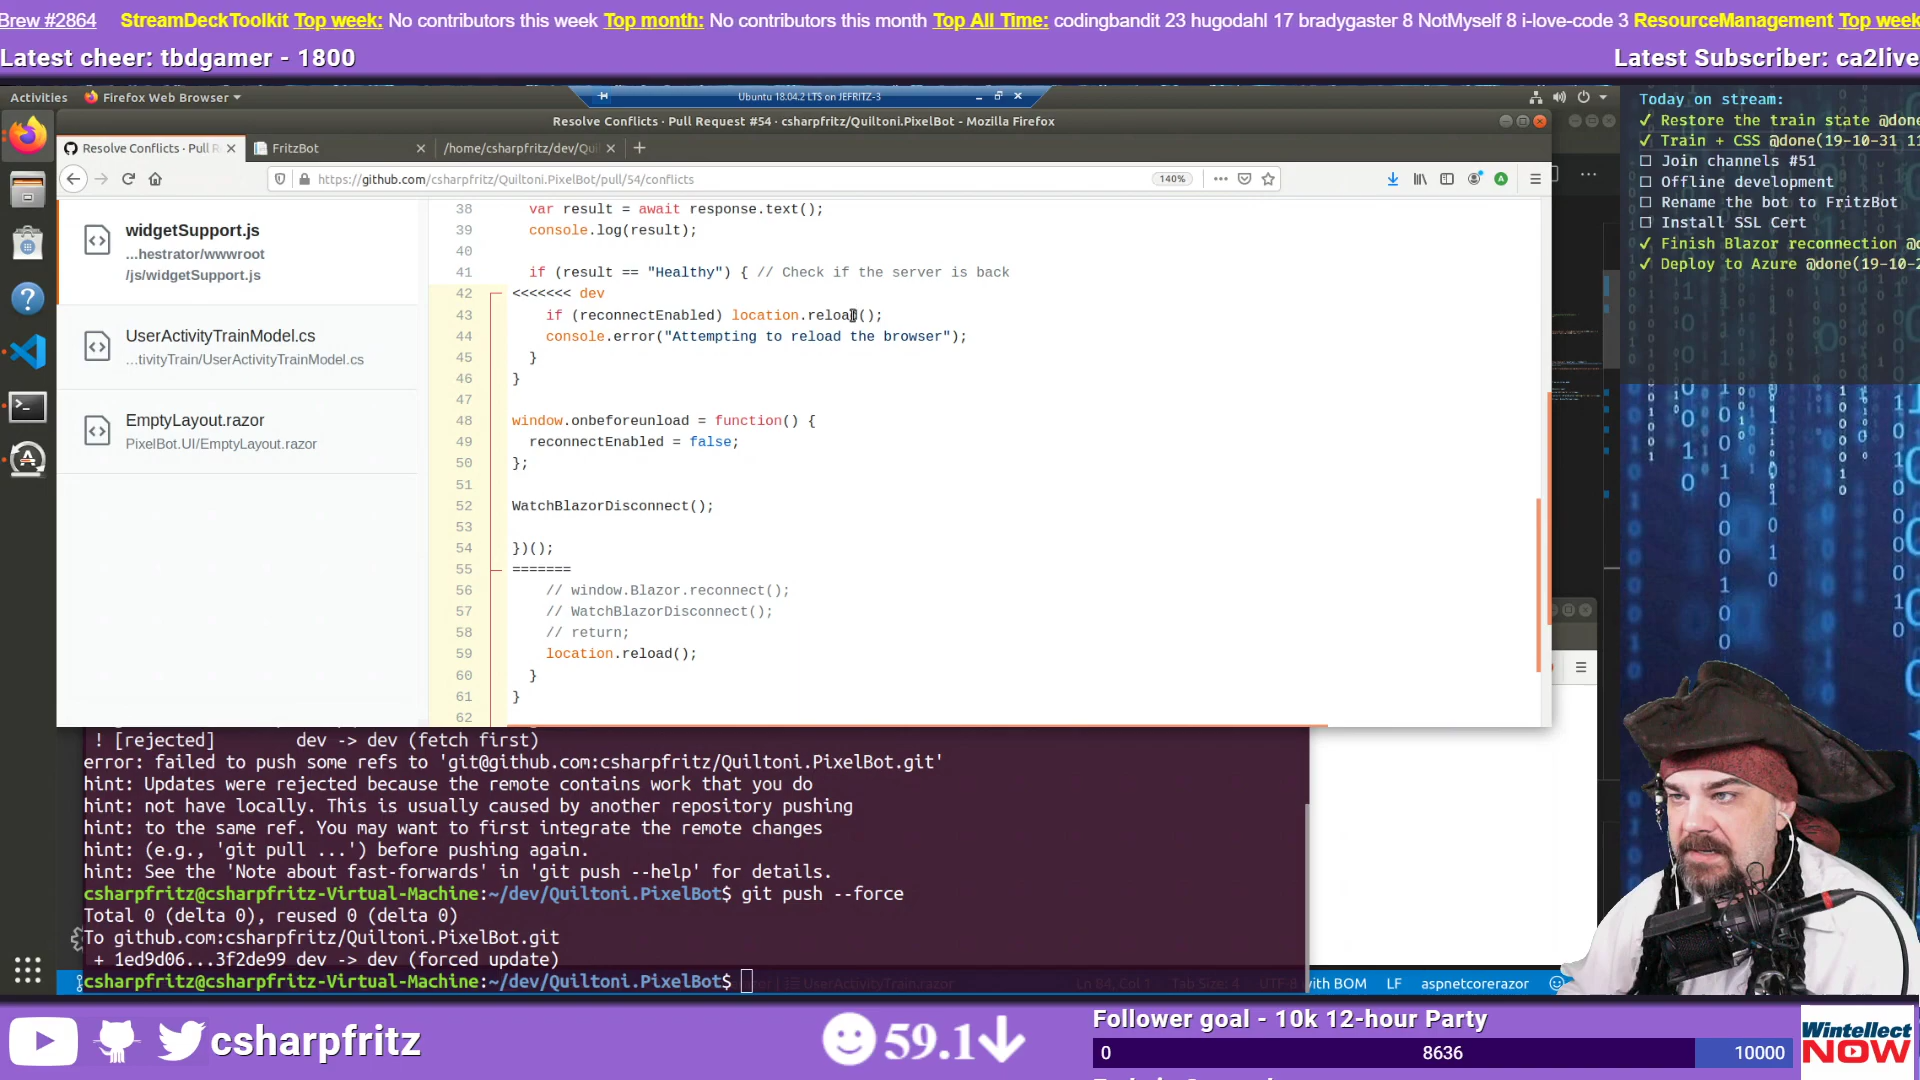 Brew #2864 StreamDeckToolkit Top week: No contributors this week Top month: No contributors this month Top All Time: codingbandit 23 hugodahl 17 bradygaster 8 NotMyself 8 i-love-code 3 ResourceManagement Top week
Latest cheer: tbdgamer - 1800
Latest Subscriber: ca2live
Activities
Firefox Web Browser
Ubuntu 18.04.2 LTS on JEFRITZ-3
Resolve Conflicts · Pull Request #54 · csharpfritz/Quiltoni.PixelBot - Mozilla Firefox
Resolve Conflicts · Pull R
FritzBot
/home/csharpfritz/dev/Qui
https://github.com/csharpfritz/Quiltoni.PixelBot/pull/54/conflicts
140%
widgetSupport.js
...hestrator/wwwroot
/js/widgetSupport.js
UserActivityTrainModel.cs
...tivityTrain/UserActivityTrainModel.cs
EmptyLayout.razor
PixelBot.UI/EmptyLayout.razor
38 var result = await response.text();
39 console.log(result);
40
41 if (result == "Healthy") { // Check if the server is back
42 <<<<<<< dev
43 if (reconnectEnabled) location.reload();
44 console.error("Attempting to reload the browser");
45 }
46 }
47
48 window.onbeforeunload = function() {
49 reconnectEnabled = false;
50 };
51
52 WatchBlazorDisconnect();
53
54 })();
55 =======
56 // window.Blazor.reconnect();
57 // WatchBlazorDisconnect();
58 // return;
59 location.reload();
60 }
61 }
62
! [rejected] dev -> dev (fetch first)
error: failed to push some refs to 'git@github.com:csharpfritz/Quiltoni.PixelBot.git'
hint: Updates were rejected because the remote contains work that you do
hint: not have locally. This is usually caused by another repository pushing
hint: to the same ref. You may want to first integrate the remote changes
hint: (e.g., 'git pull ...') before pushing again.
hint: See the 'Note about fast-forwards' in 'git push --help' for details.
csharpfritz@csharpfritz-Virtual-Machine:~/dev/Quiltoni.PixelBot$ git push --force
Total 0 (delta 0), reused 0 (delta 0)
To github.com:csharpfritz/Quiltoni.PixelBot.git
+ 1ed9d06...3f2de99 dev -> dev (forced update)
csharpfritz@csharpfritz-Virtual-Machine:~/dev/Quiltoni.PixelBot$
UserActivityTrain.razor Ln 84, Col 1 Tab Size: 4 UTF-8 with BOM LF aspnetcorerazor
Today on stream:
✓ Restore the train state @done
✓ Train + CSS @done(19-10-31 11
☐ Join channels #51
☐ Offline development
☐ Rename the bot to FritzBot
☐ Install SSL Cert
✓ Finish Blazor reconnection @d
✓ Deploy to Azure @done(19-10-2
csharpfritz
59.1
Follower goal - 10k 12-hour Party
0 8636 10000
Wintellect
NOW